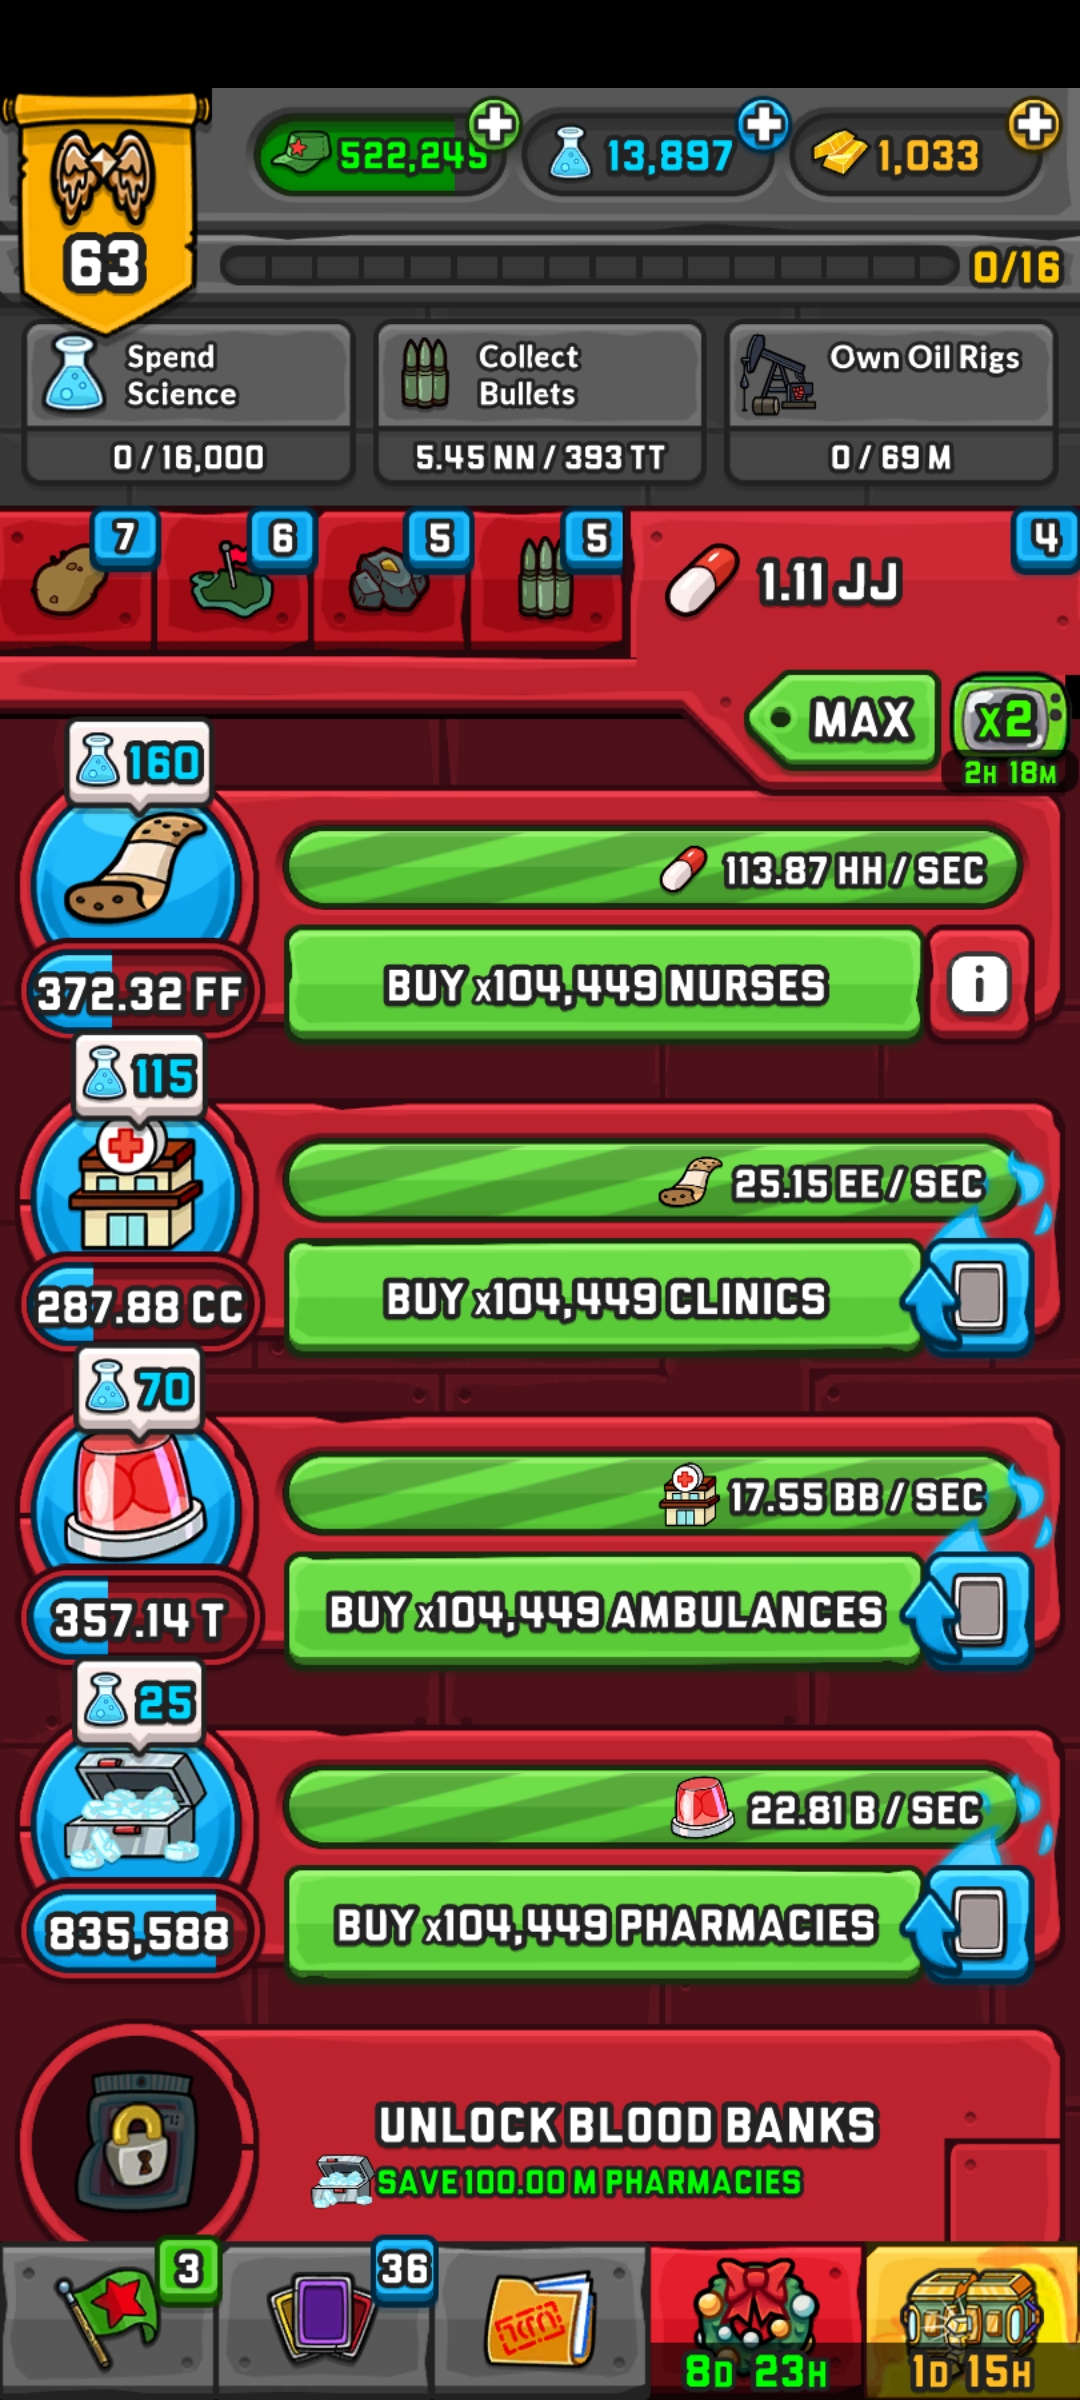 522,245
13,897
1,033
63
0/16
Spend
Science
0 / 16,000
Collect
Bullets
5.45 NN / 393 TT
Own Oil Rigs
0 / 69 M
7
6
5
5
1.11 JJ
4
MAX
x2
2H 18M
160
113.87 HH / SEC
372.32 FF
BUY x104,449 NURSES
i
115
25.15 EE / SEC
287.88 CC
BUY x104,449 CLINICS
70
17.55 BB / SEC
357.14 T
BUY x104,449 AMBULANCES
25
22.81 B / SEC
835,588
BUY x104,449 PHARMACIES
UNLOCK BLOOD BANKS
SAVE 100.00 M PHARMACIES
3
36
8D 23H
1D 15H